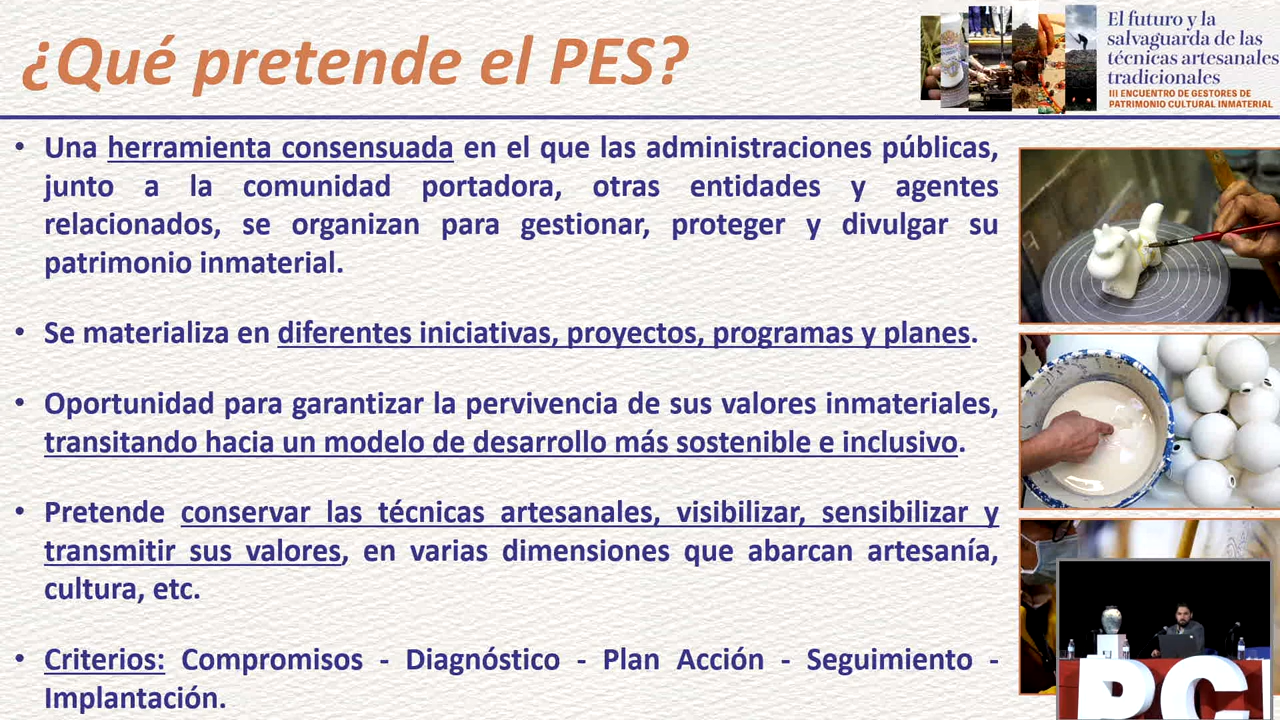 ¿Qué pretende el PES?
El futuro y la
salvaguarda de las
técnicas artesanales
tradicionales
III ENCUENTRO DE GESTORES DE
PATRIMONIO CULTURAL INMATERIAL
• Una herramienta consensuada en el que las administraciones públicas,
junto a la comunidad portadora, otras entidades y agentes
relacionados, se organizan para gestionar, proteger y divulgar su
patrimonio inmaterial.
• Se materializa en diferentes iniciativas, proyectos, programas y planes.
• Oportunidad para garantizar la pervivencia de sus valores inmateriales,
transitando hacia un modelo de desarrollo más sostenible e inclusivo.
• Pretende conservar las técnicas artesanales, visibilizar, sensibilizar y
transmitir sus valores, en varias dimensiones que abarcan artesanía,
cultura, etc.
• Criterios: Compromisos - Diagnóstico - Plan Acción - Seguimiento -
Implantación.
PCI